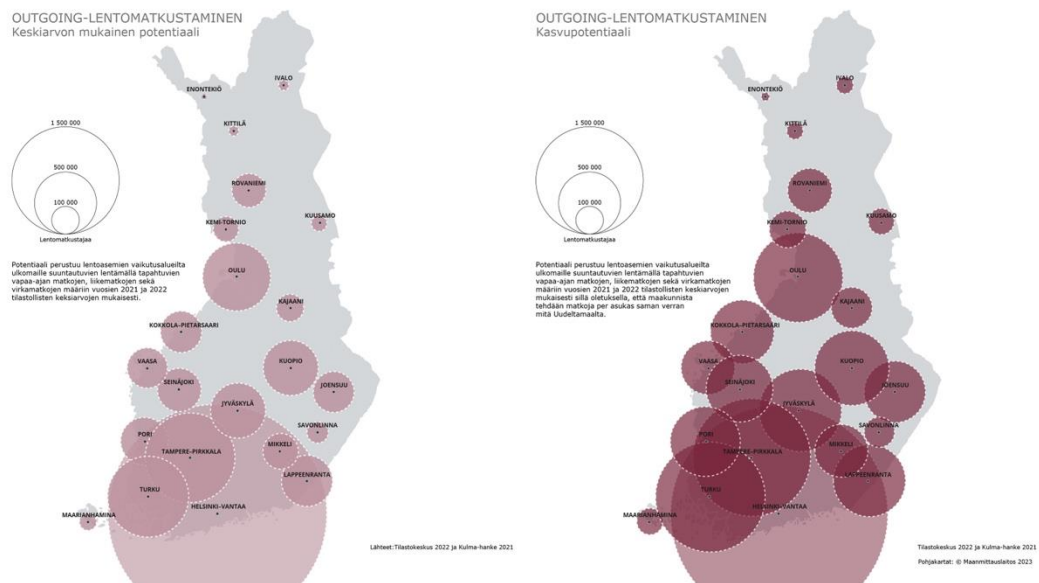 OUTGOING-LENTOMATKUSTAMINEN
Keskiarvon mukainen potentiaali
IVALO
ENONTEKIÖ
KITTILÄ
1 500 000
500 000
100 000
Lentomatkustajaa
ROVANIEMI
KEMI-TORNIO
KUUSAMO
Potentiaali perustuu lentoasemien vaikutusalueilta
ulkomaille suuntautuvien lentämällä tapahtuvien
vapaa-ajan matkojen, liikematkojen sekä
virkamatkojen määriin vuosien 2021 ja 2022
tilastollisten keksiarvojen mukaisesti.
OULU
KAJAANI
KOKKOLA-PIETARSAARI
VAASA
KUOPIO
SEINÄJOKI
JOENSUU
JYVÄSKYLÄ
SAVONLINNA
PORI
MIKKELI
TAMPERE-PIRKKALA
LAPPEENRANTA
TURKU
HELSINKI-VANTAA
MAARIANHAMINA
Lähteet:Tilastokeskus 2022 ja Kulma-hanke 2021
OUTGOING-LENTOMATKUSTAMINEN
Kasvupotentiaali
IVALO
ENONTEKIÖ
KITTILÄ
1 500 000
500 000
100 000
Lentomatkustajaa
ROVANIEMI
KEMI-TORNIO
KUUSAMO
Potentiaali perustuu lentoasemien vaikutusalueilta
ulkomaille suuntautuvien lentämällä tapahtuvien
vapaa-ajan matkojen, liikematkojen sekä
virkamatkojen määriin vuosien 2021 ja 2022
tilastollisten keskiarvojen
mukaisesti sillä oletuksella, että maakunnista
tehdään matkoja per asukas saman verran
mitä Uudeltamaalta.
OULU
KAJAANI
KOKKOLA-PIETARSAARI
VAASA
KUOPIO
SEINÄJOKI
JOENSUU
JYVÄSKYLÄ
SAVONLINNA
PORI
MIKKELI
TAMPERE-PIRKKALA
LAPPEENRANTA
TURKU
HELSINKI-VANTAA
MAARIANHAMINA
Tilastokeskus 2022 ja Kulma-hanke 2021
Pohjakartat: © Maanmittauslaitos 2023